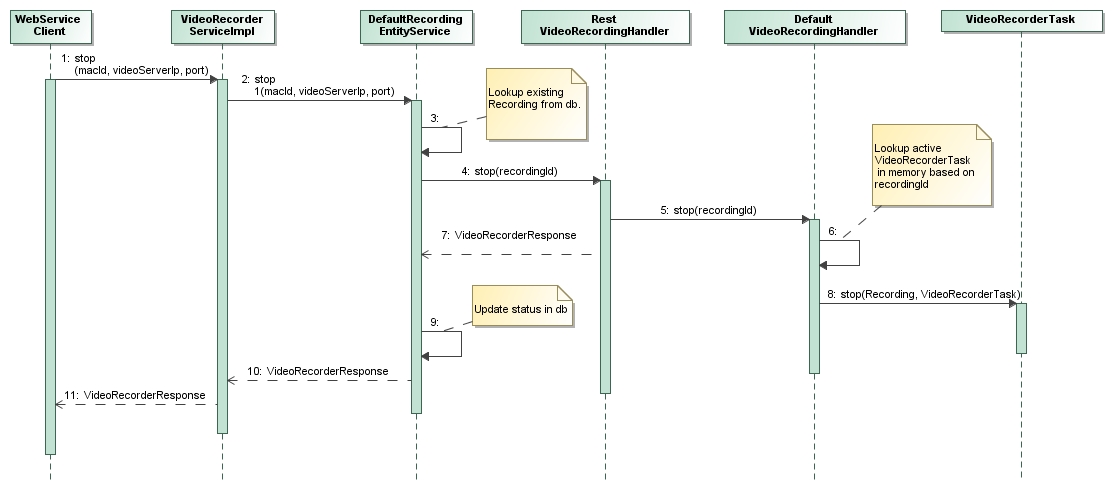 WebService
Client
VideoRecorder
ServiceImpl
DefaultRecording
EntityService
Rest
VideoRecordingHandler
Default
VideoRecordingHandler
VideoRecorderTask
1: stop
(macId, videoServerIp, port)
2: stop
1(macId, videoServerIp, port)
Lookup existing
Recording from db.
3:
Lookup active
VideoRecorderTask
in memory based on
recordingId
4: stop(recordingId)
5: stop(recordingId)
6:
7: VideoRecorderResponse
8: stop(Recording, VideoRecorderTask)
Update status in db
9:
10: VideoRecorderResponse
11: VideoRecorderResponse